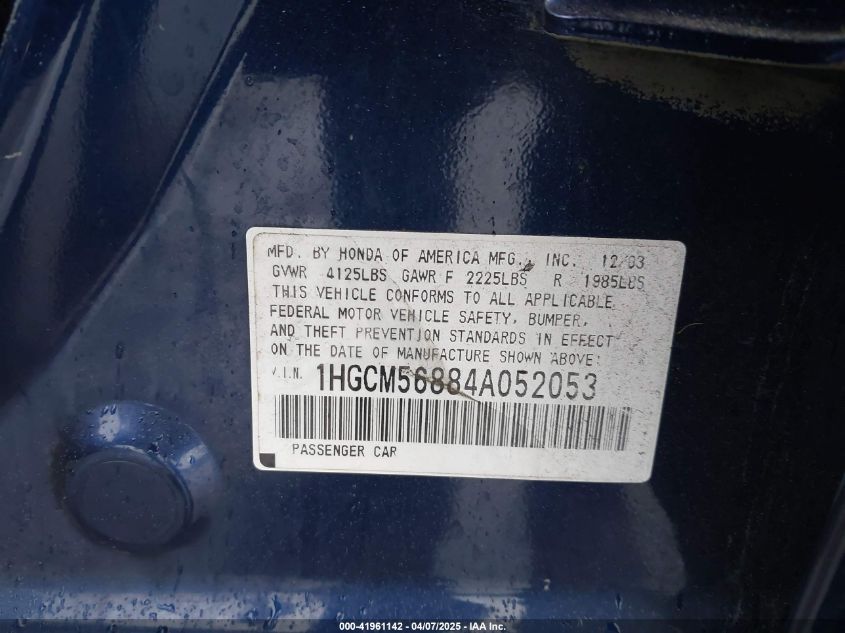 MFD. BY HONDA OF AMERICA MFG., INC. 12/03
GVWR 4125LBS GAWR F 2225LBS R 1985LBS
THIS VEHICLE CONFORMS TO ALL APPLICABLE
FEDERAL MOTOR VEHICLE SAFETY, BUMPER,
AND THEFT PREVENTION STANDARDS IN EFFECT
ON THE DATE OF MANUFACTURE SHOWN ABOVE:
V.I.N. 1HGCM56884A052053
PASSENGER CAR
000-41961142 - 04/07/2025 - IAA Inc.